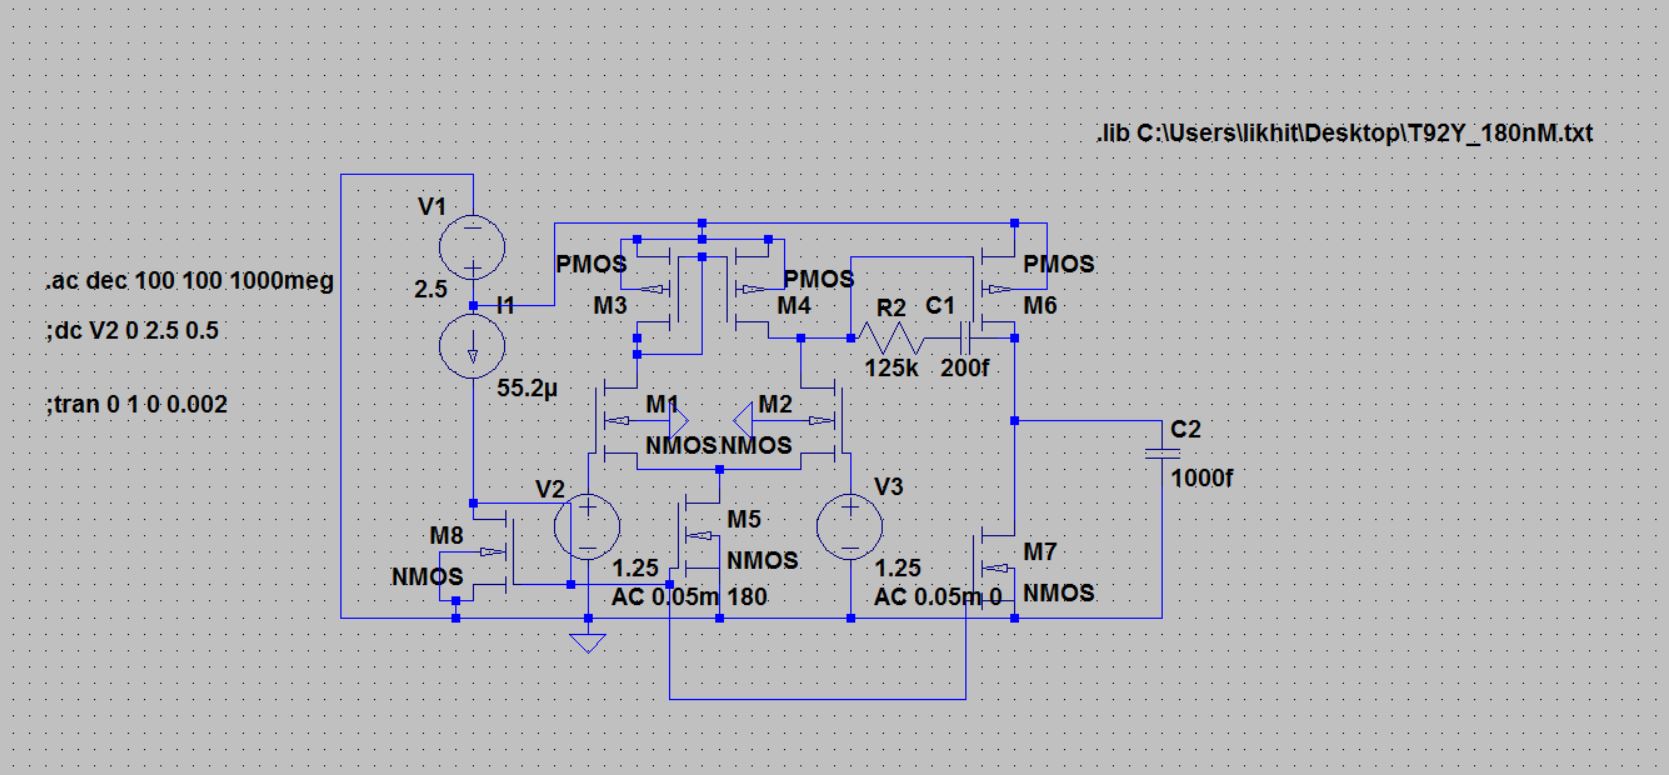 .lib C:\Users\likhit\Desktop\T92Y_180nM.txt
V1
2.5
.ac dec 100 100 1000meg
;dc V2 0 2.5 0.5
;tran 0 1 0 0.002
I1
55.2µ
PMOS
M3
PMOS
M4
R2
125k
C1
200f
PMOS
M6
M1
NMOS
M2
NMOS
C2
1000f
M8
NMOS
V2
1.25
AC 0.05m 180
M5
NMOS
V3
1.25
AC 0.05m 0
M7
NMOS